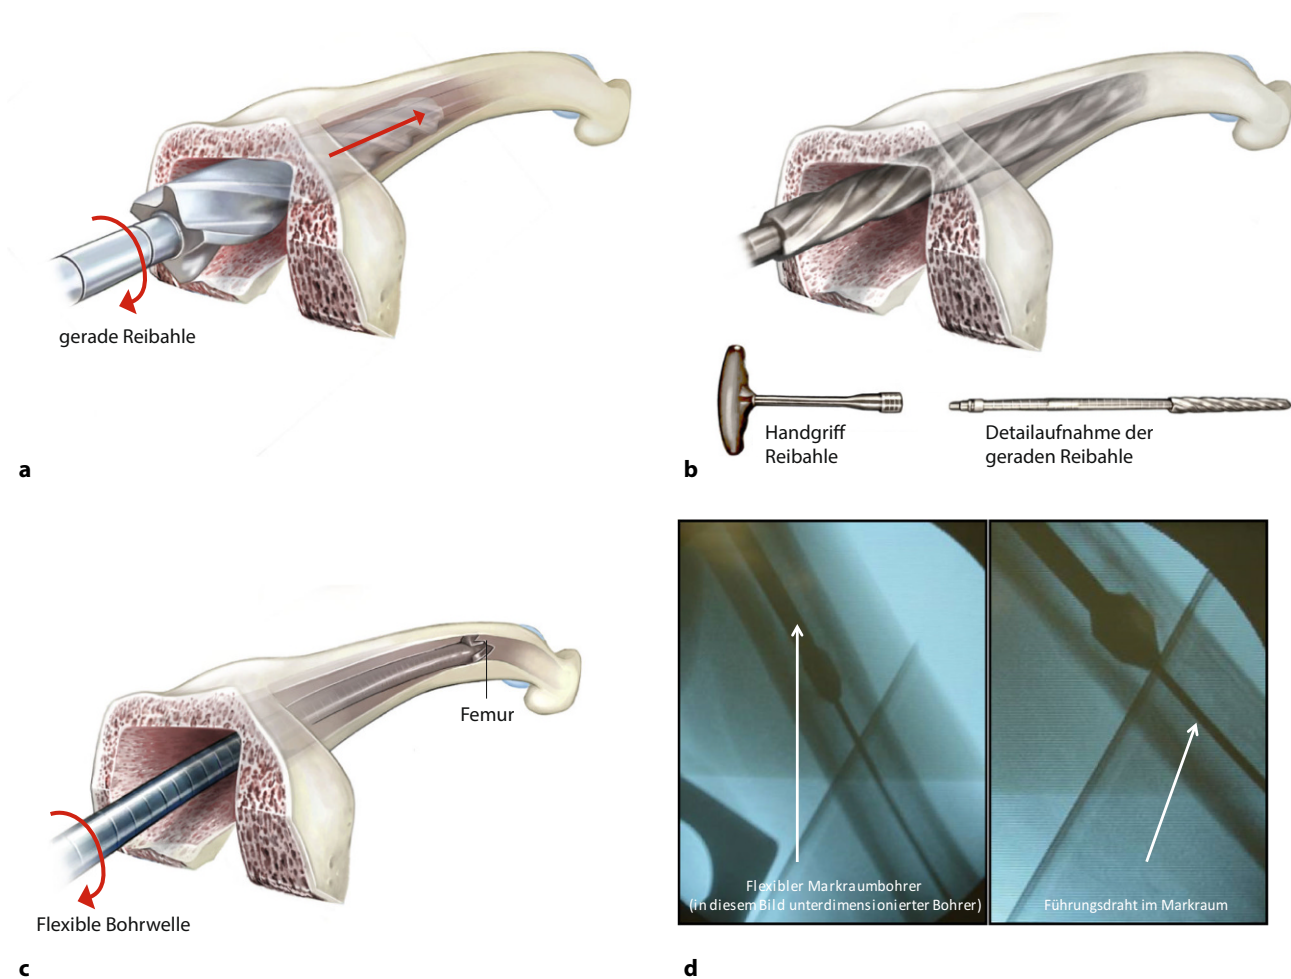 gerade Reibahle
a
Handgriff
Reibahle
Detailaufnahme der
geraden Reibahle
b
Femur
Flexible Bohrwelle
c
Flexibler Markraumbohrer
(in diesem Bild unterdimensionierter Bohrer)
Führungsdraht im Markraum
d